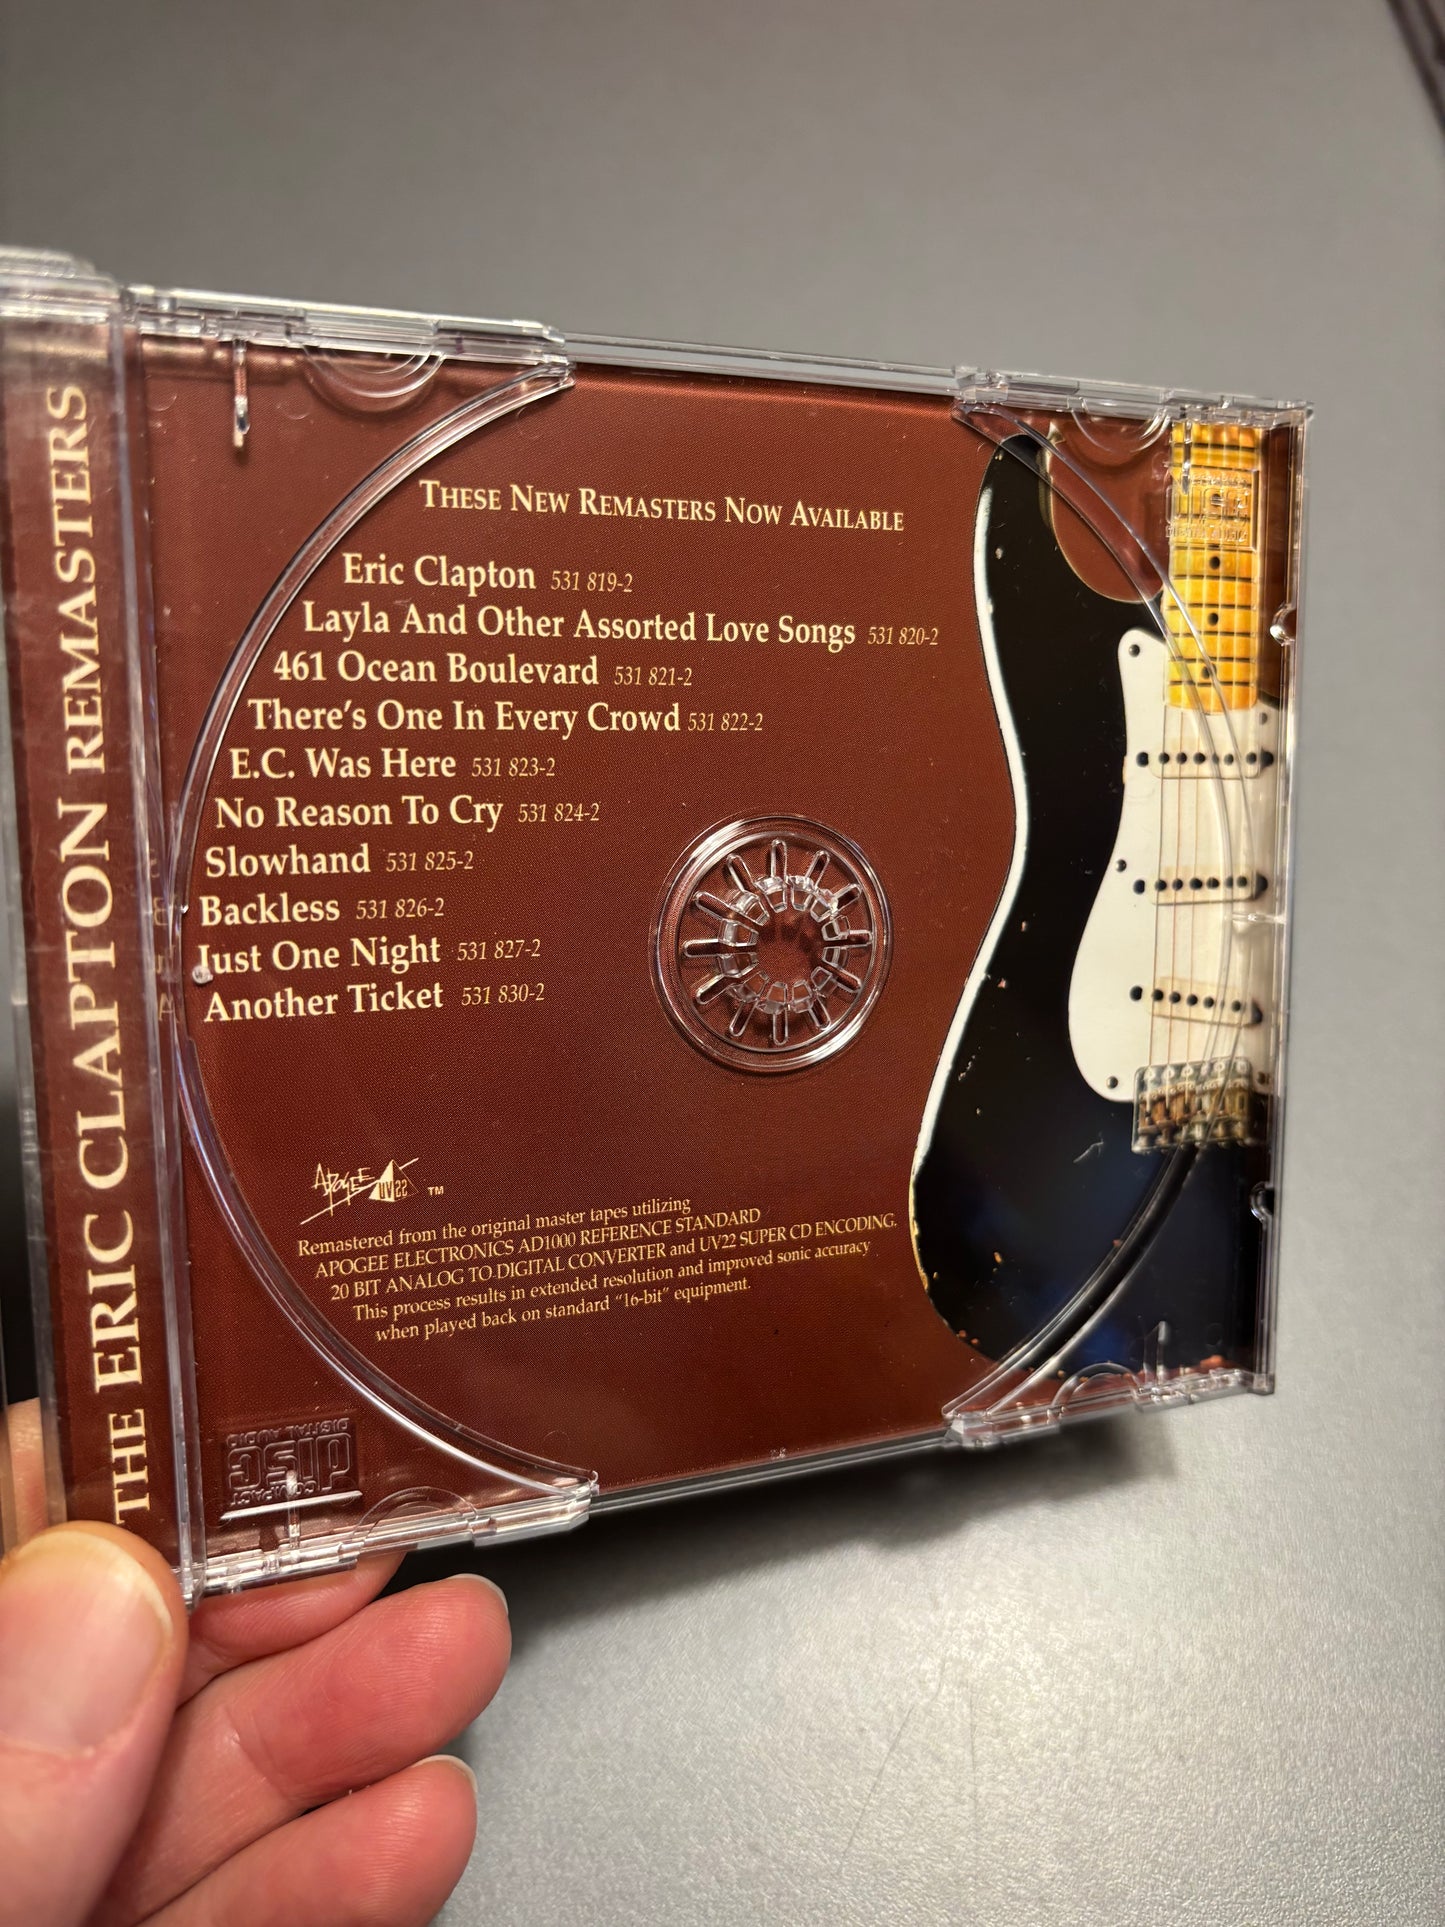 THE ERIC CLAPTON REMASTERS
THESE NEW REMASTERS NOW AVAILABLE
Eric Clapton 531 819-2
Layla And Other Assorted Love Songs 531 820-2
461 Ocean Boulevard 531 821-2
There's One In Every Crowd 531 822-2
E.C. Was Here 531 823-2
No Reason To Cry 531 824-2
Slowhand 531 825-2
Backless 531 826-2
Just One Night 531 827-2
Another Ticket 531 830-2
APOGEE UV22 ™
Remastered from the original master tapes utilizing
APOGEE ELECTRONICS AD1000 REFERENCE STANDARD
20 BIT ANALOG TO DIGITAL CONVERTER and UV22 SUPER CD ENCODING.
This process results in extended resolution and improved sonic accuracy
when played back on standard "16-bit" equipment.
COMPACT
disc
DIGITAL AUDIO